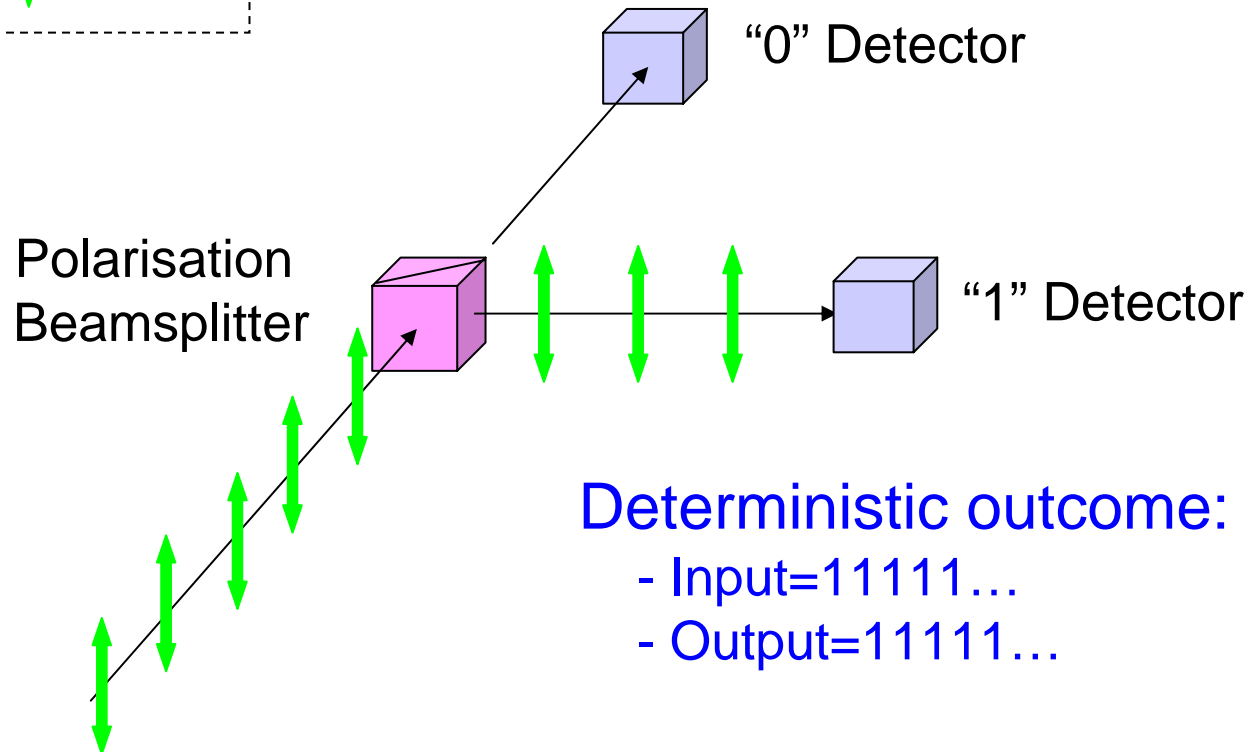 “0” Detector
Polarisation
Beamsplitter
“1” Detector
Deterministic outcome:
- Input=11111…
- Output=11111…